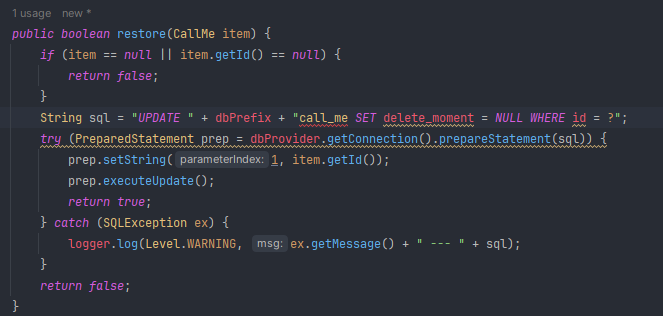 1 usage new *
public boolean restore(CallMe item) {
if (item == null || item.getId() == null) {
return false;
}
String sql = "UPDATE " + dbPrefix + "call_me SET delete_moment = NULL WHERE id = ?";
try (PreparedStatement prep = dbProvider.getConnection().prepareStatement(sql)) {
prep.setString( parameterIndex: 1, item.getId());
prep.executeUpdate();
return true;
} catch (SQLException ex) {
logger.log(Level.WARNING, msg: ex.getMessage() + " --- " + sql);
}
return false;
}